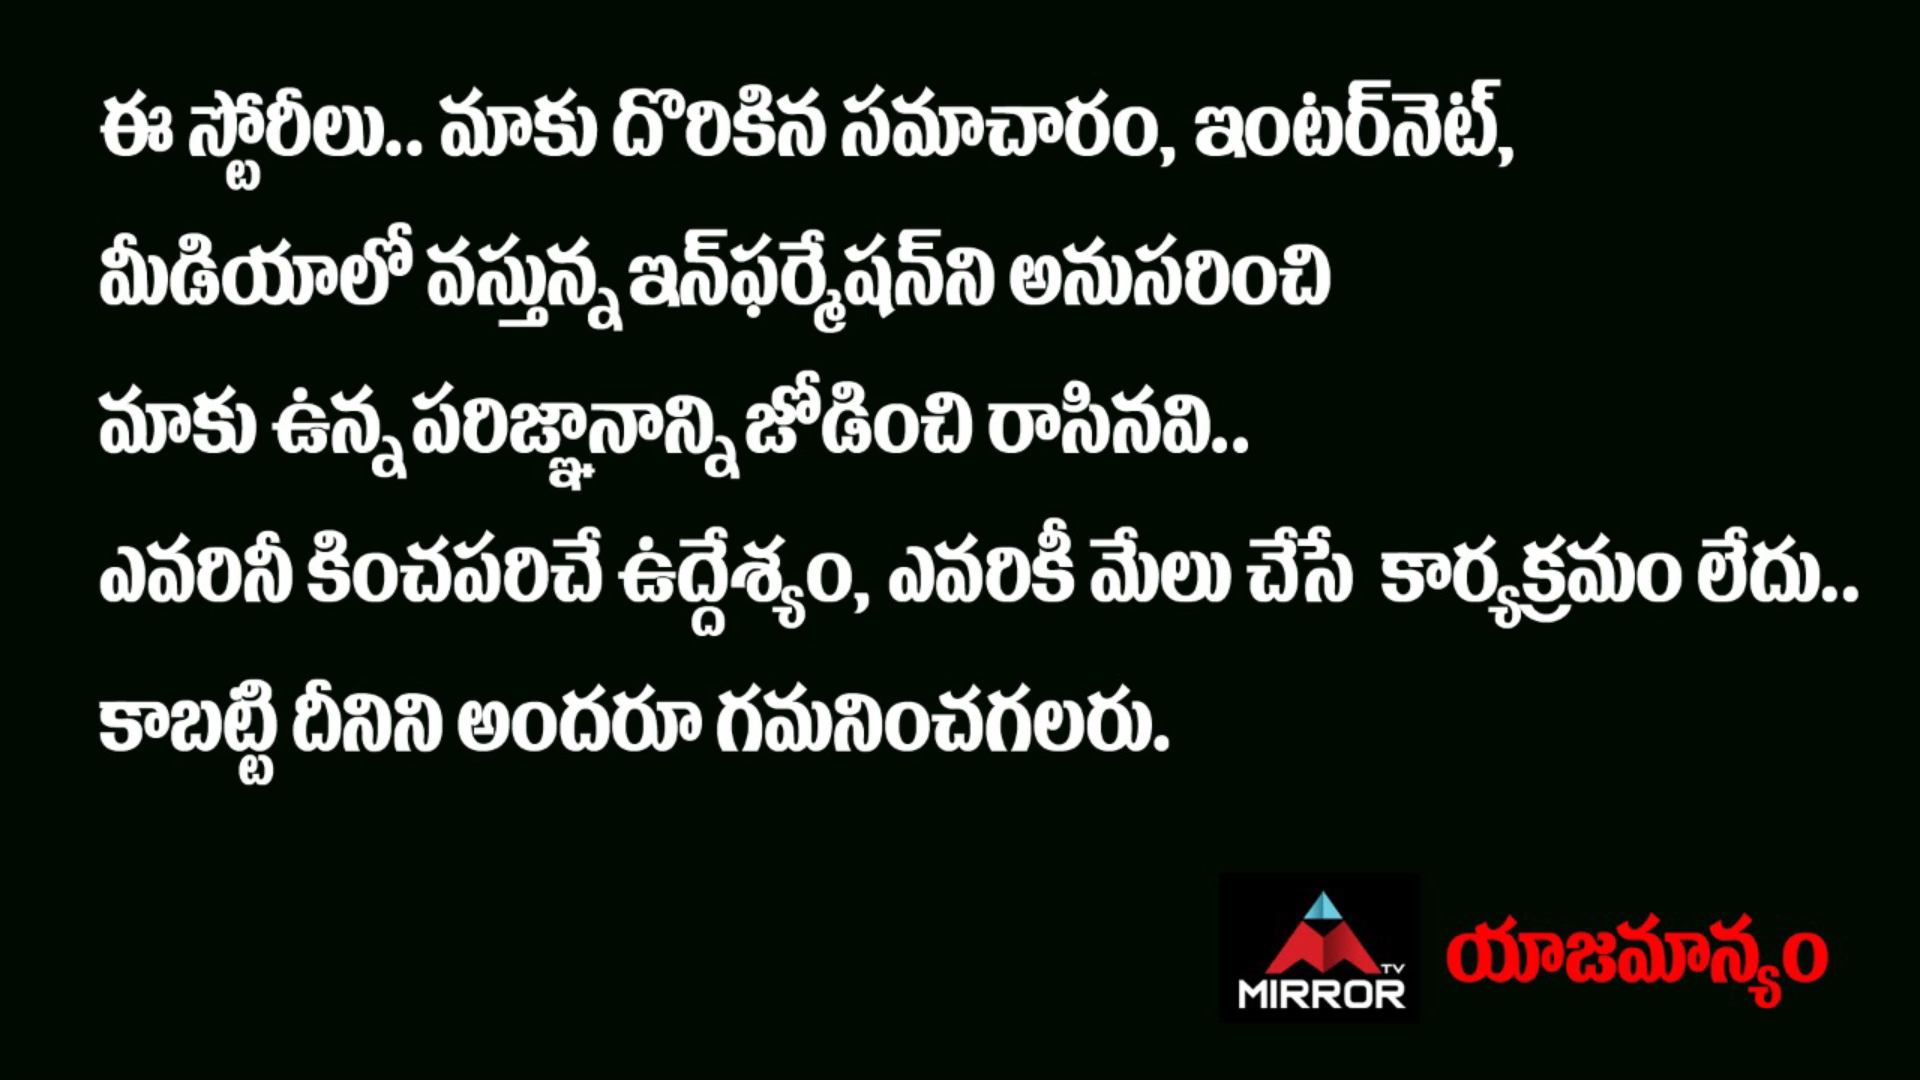 ఈ స్టోరీలు.. మాకు దొరికిన సమాచారం, ఇంటర్‌నెట్,
మీడియాలో వస్తున్న ఇన్‌ఫర్మేషన్‌ని అనుసరించి
మాకు ఉన్న పరిజ్ఞానాన్ని జోడించి రాసినవి..
ఎవరినీ కించపరిచే ఉద్దేశ్యం, ఎవరికీ మేలు చేసే కార్యక్రమం లేదు..
కాబట్టి దీనిని అందరూ గమనించగలరు.
TV
MIRROR
యాజమాన్యం